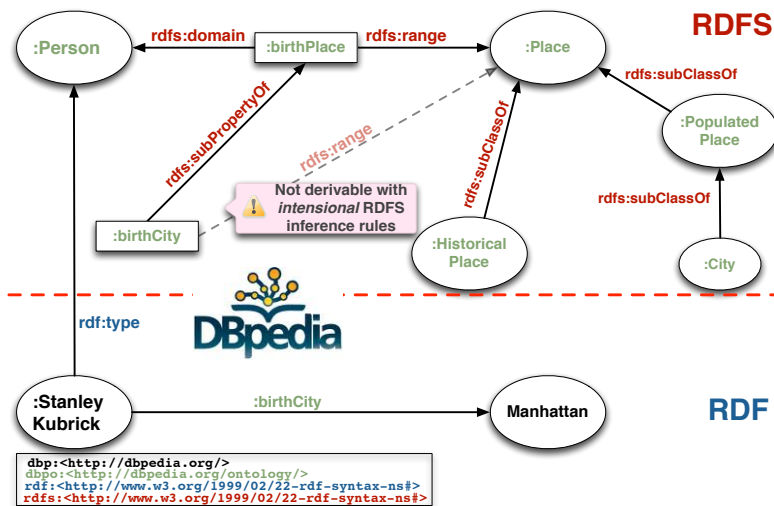 RDFS
:Person
rdfs:domain
:birthPlace
rdfs:range
:Place
rdfs:subClassOf
:Populated
Place
rdfs:subPropertyOf
rdfs:range
rdfs:subClassOf
rdfs:subClassOf
Not derivable with
intensional RDFS
inference rules
:birthCity
:Historical
Place
:City
DBpedia
rdf:type
:Stanley
Kubrick
:birthCity
Manhattan
RDF
dbp:<http://dbpedia.org/>
dbpo:<http://dbpedia.org/ontology/>
rdf:<http://www.w3.org/1999/02/22-rdf-syntax-ns#>
rdfs:<http://www.w3.org/1999/02/22-rdf-syntax-ns#>